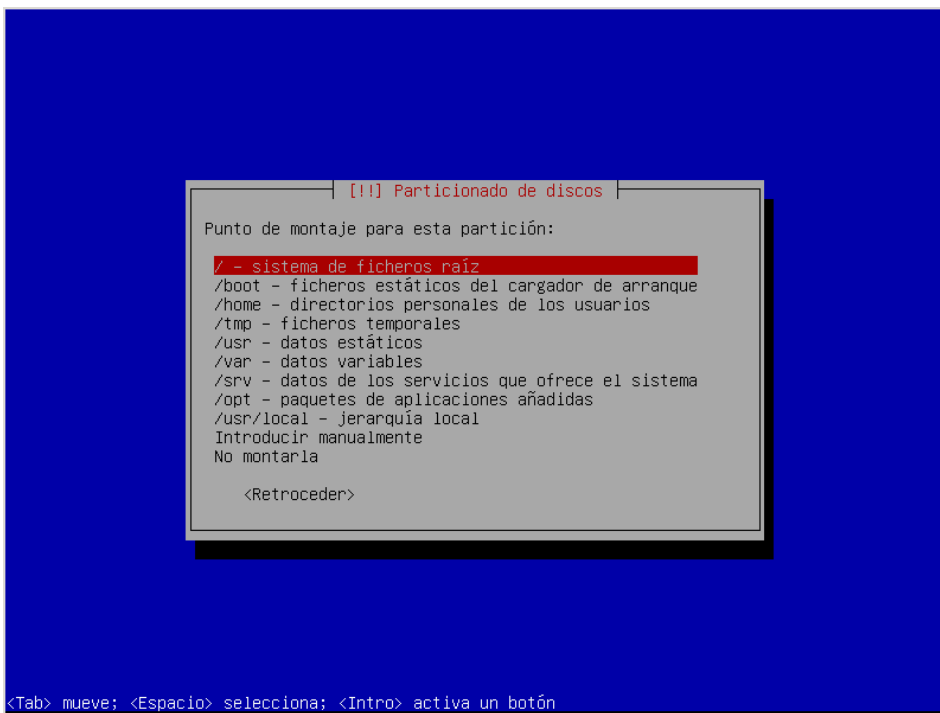 [!!] Particionado de discos
Punto de montaje para esta partición:
/ – sistema de ficheros raíz
/boot – ficheros estáticos del cargador de arranque
/home – directorios personales de los usuarios
/tmp – ficheros temporales
/usr – datos estáticos
/var – datos variables
/srv – datos de los servicios que ofrece el sistema
/opt – paquetes de aplicaciones añadidas
/usr/local – jerarquía local
Introducir manualmente
No montarla
<Retroceder>
<Tab> mueve; <Espacio> selecciona; <Intro> activa un botón